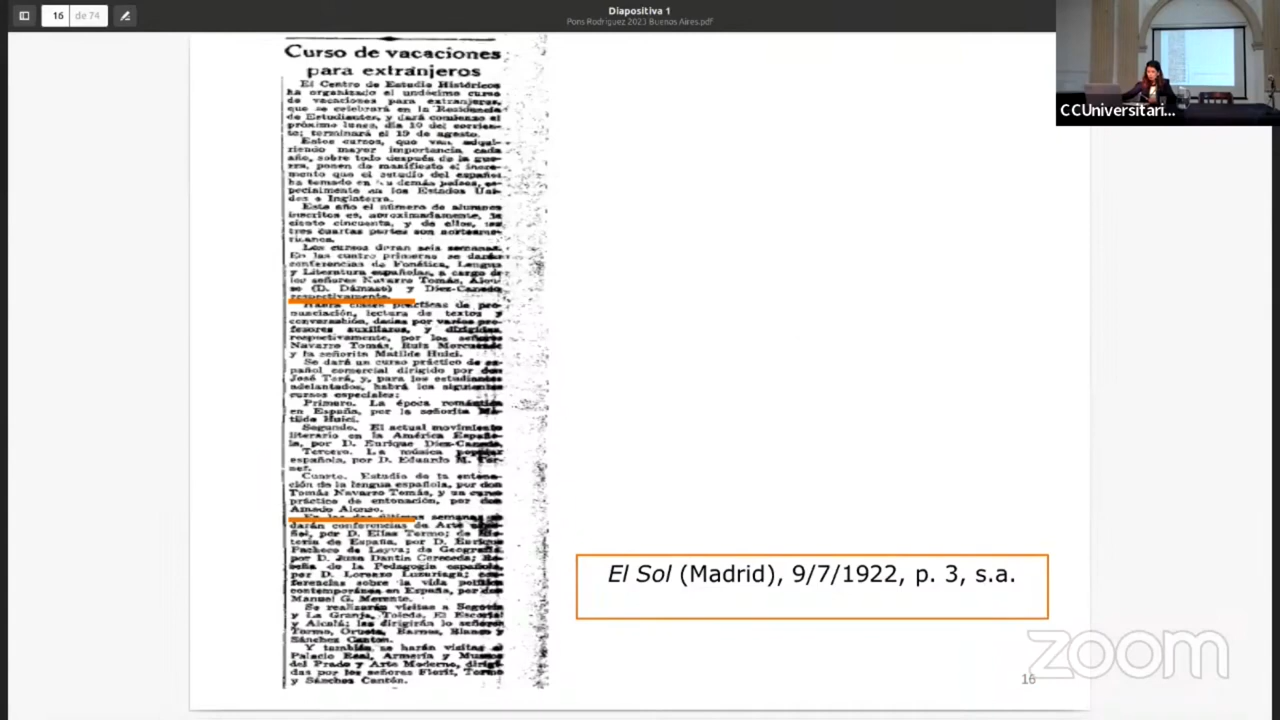 16 de 74
Diapositiva 1
Pons Rodriguez 2023 Buenos Aires.pdf
CCUniversitari...
Curso de vacaciones
para extranjeros
El Centro de Estudio Históricos
ha organizado el undécimo curso
de vacaciones para extranjeros,
que se celebrará en la Residencia
de Estudiantes, y dará comienzo el
próximo lunes, día 10 del corrien-
te; terminará el 19 de agosto.
Estos cursos, que van adqui-
riendo mayor importancia cada
año, sobre todo después de la gue-
rra, ponen de manifiesto el incre-
mento que el estudio del español
ha tomado en demás países, es-
pecialmente en los Estados Uni-
dos e Inglaterra.
Este año el número de alumnos
inscritos es, aproximadamente, de
ciento cincuenta, y de ellos, las
tres cuartas partes son norteame-
ricanos.
Los cursos duran seis semanas.
En las cuatro primeras se darán
conferencias de Fonética, Lengua
y Literatura españolas, a cargo de
los señores Navarro Tomás, Alon-
so (D. Dámaso) y Díez-Canedo
respectivamente.
Habrá clases prácticas de pro-
nunciación, lectura de textos y
conversación, dadas por varios pro-
fesores auxiliares, y dirigidas,
respectivamente, por los señores
Navarro Tomás, Ruiz Morcuende
y la señorita Matilde Huici.
Se dará un curso práctico de es-
pañol comercial dirigido por don
José Tará, y, para los estudiantes
adelantados, habrá los siguientes
cursos especiales:
Primero. La época romántica
en España, por la señorita Ma-
tilde Huici.
Segundo. El actual movimiento
literario en la América Españo-
la, por D. Enrique Díez-Canedo.
Tercero. La música popular
española, por D. Eduardo M. Tor-
ner.
Cuarto. Estudio de la entona-
ción de la lengua española, por don
Tomás Navarro Tomás, y un curso
práctico de entonación, por don
Amado Alonso.
En las dos últimas semanas se
darán conferencias de Arte espa-
ñol, por D. Elías Tormo; de His-
toria de España, por D. Enrique
Pacheco de Leyva; de Geografía,
por D. Juan Dantín Cereceda; Re-
seña de la Pedagogía española,
por D. Lorenzo Luzuriaga; con-
ferencias sobre la vida política
contemporánea en España, por don
Manuel G. Morente.
Se realizarán visitas a Segovia
y La Granja, Toledo, El Escorial
y Alcalá; las dirigirán lo señores
Tormo, Orueta, Barnes, Blanco y
Sánchez Cantón.
Y también se harán visitas al
Palacio Real, Armería y Museos
del Prado y Arte Moderno, dirigi-
das por los señores Florit, Tormo
y Sánchez Cantón.
El Sol (Madrid), 9/7/1922, p. 3, s.a.
16
zoom